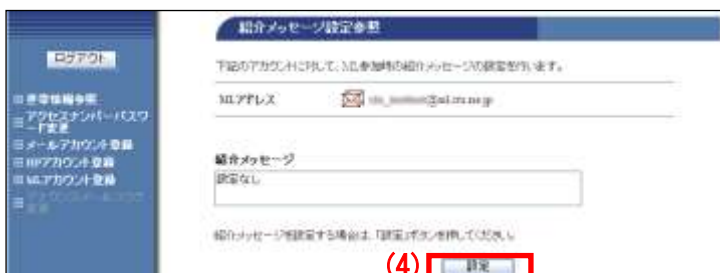 紹介メッセージ設定参照
ログアウト
下記のアカウントに対して、ML参加時の紹介メッセージの設定を行います。
MLアドレス
アクセスナンバー・パスワード変更
メールアカウント登録
HPアカウント登録
MLアカウント登録
紹介メッセージ
設定なし
紹介メッセージを設定する場合は、「設定」ボタンを押してください。
(4)
設定